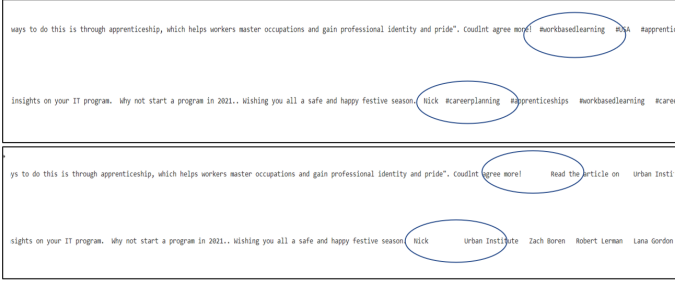 ways to do this is through apprenticeship, which helps workers master occupations and gain professional identity and pride". Coudlnt agree more! #workbasedlearning #USA #apprentic
insights on your IT program. Why not start a program in 2021.. Wishing you all a safe and happy festive season. Nick #careerplanning #apprenticeships #workbasedlearning #caree
ys to do this is through apprenticeship, which helps workers master occupations and gain professional identity and pride". Coudlnt agree more! Read the article on Urban Insti
sights on your IT program. Why not start a program in 2021.. Wishing you all a safe and happy festive season. Nick Urban Institute Zach Boren Robert Lerman Lana Gordon